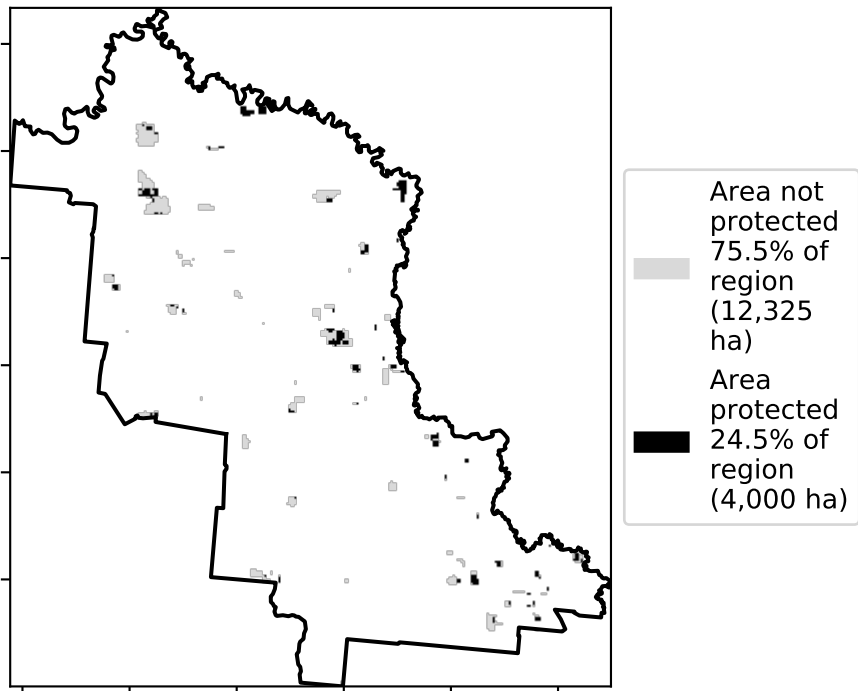 Area not
protected
75.5% of
region
(12,325
ha)
Area
protected
24.5% of
region
(4,000 ha)